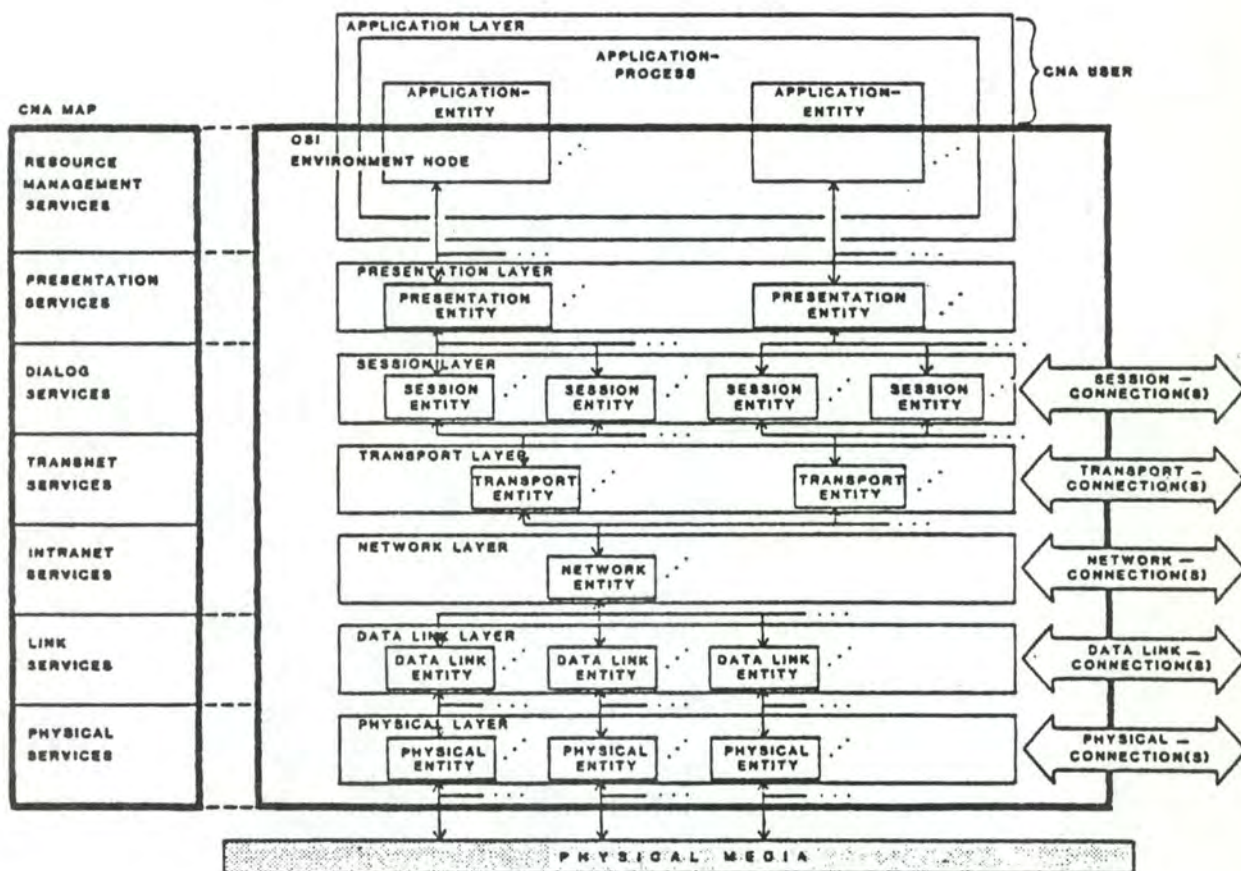 APPLICATION LAYER
APPLICATION-
PROCESS
CNA USER
APPLICATION-
ENTITY
APPLICATION-
ENTITY
CNA MAP
OSI
ENVIRONMENT NODE
RESOURCE
MANAGEMENT
SERVICES
PRESENTATION
SERVICES
PRESENTATION LAYER
PRESENTATION
ENTITY
PRESENTATION
ENTITY
DIALOG
SERVICES
SESSION LAYER
SESSION
ENTITY
SESSION
ENTITY
SESSION
ENTITY
SESSION
ENTITY
SESSION —
CONNECTION(S)
TRANSNET
SERVICES
TRANSPORT LAYER
TRANSPORT
ENTITY
TRANSPORT
ENTITY
TRANSPORT —
CONNECTION(S)
INTRANET
SERVICES
NETWORK LAYER
NETWORK
ENTITY
NETWORK —
CONNECTION(S)
LINK
SERVICES
DATA LINK LAYER
DATA LINK
ENTITY
DATA LINK
ENTITY
DATA LINK
ENTITY
DATA LINK —
CONNECTION(S)
PHYSICAL
SERVICES
PHYSICAL LAYER
PHYSICAL
ENTITY
PHYSICAL
ENTITY
PHYSICAL
ENTITY
PHYSICAL —
CONNECTION(S)
PHYSICAL MEDIA